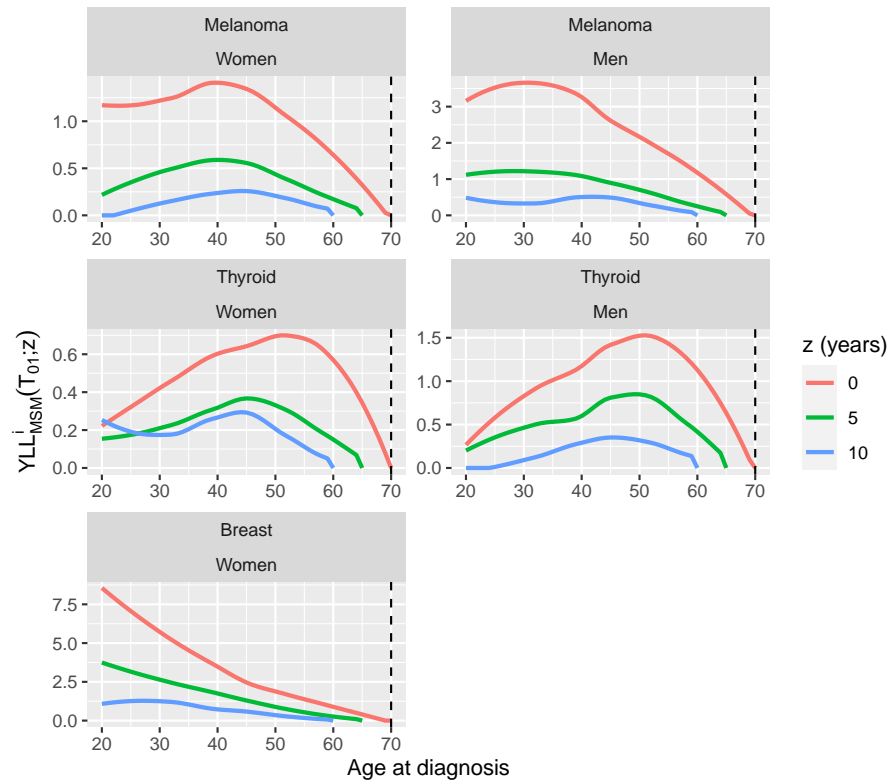 Melanoma
Melanoma
Women
Men
1.0
0.5
0.0
3
2
1
0
20 30 40 50 60 70
20 30 40 50 60 70
Thyroid
Thyroid
Women
Men
0.6
0.4
0.2
0.0
1.5
1.0
0.5
0.0
20 30 40 50 60 70
20 30 40 50 60 70
Breast
Women
7.5
5.0
2.5
0.0
20 30 40 50 60 70
Age at diagnosis
YLL^i_MSM(T_01;z)
z (years)
0
5
10